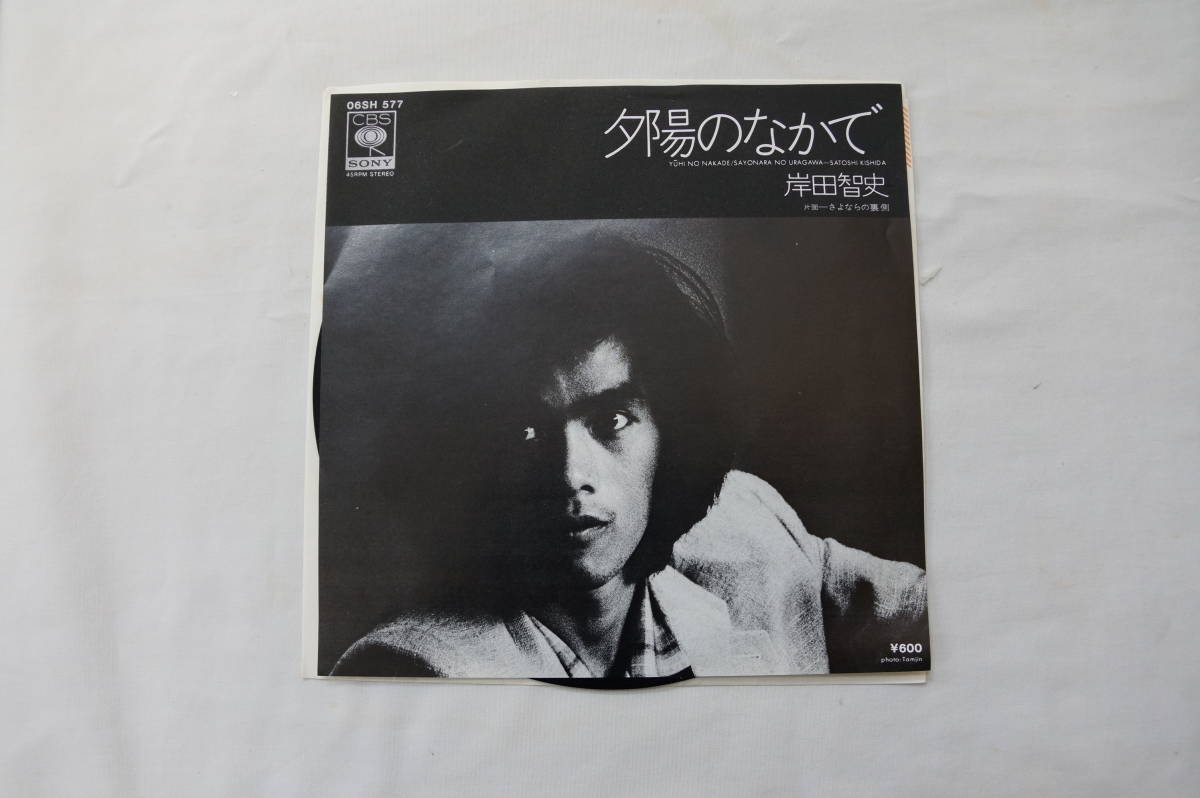 06SH 577
CBS
SONY
45RPM STEREO
夕陽のなかで
YŪHI NO NAKADE/SAYONARA NO URAGAWA—SATOSHI KISHIDA
岸田智史
片面—さよならの裏側
¥600
photo: Tamjin